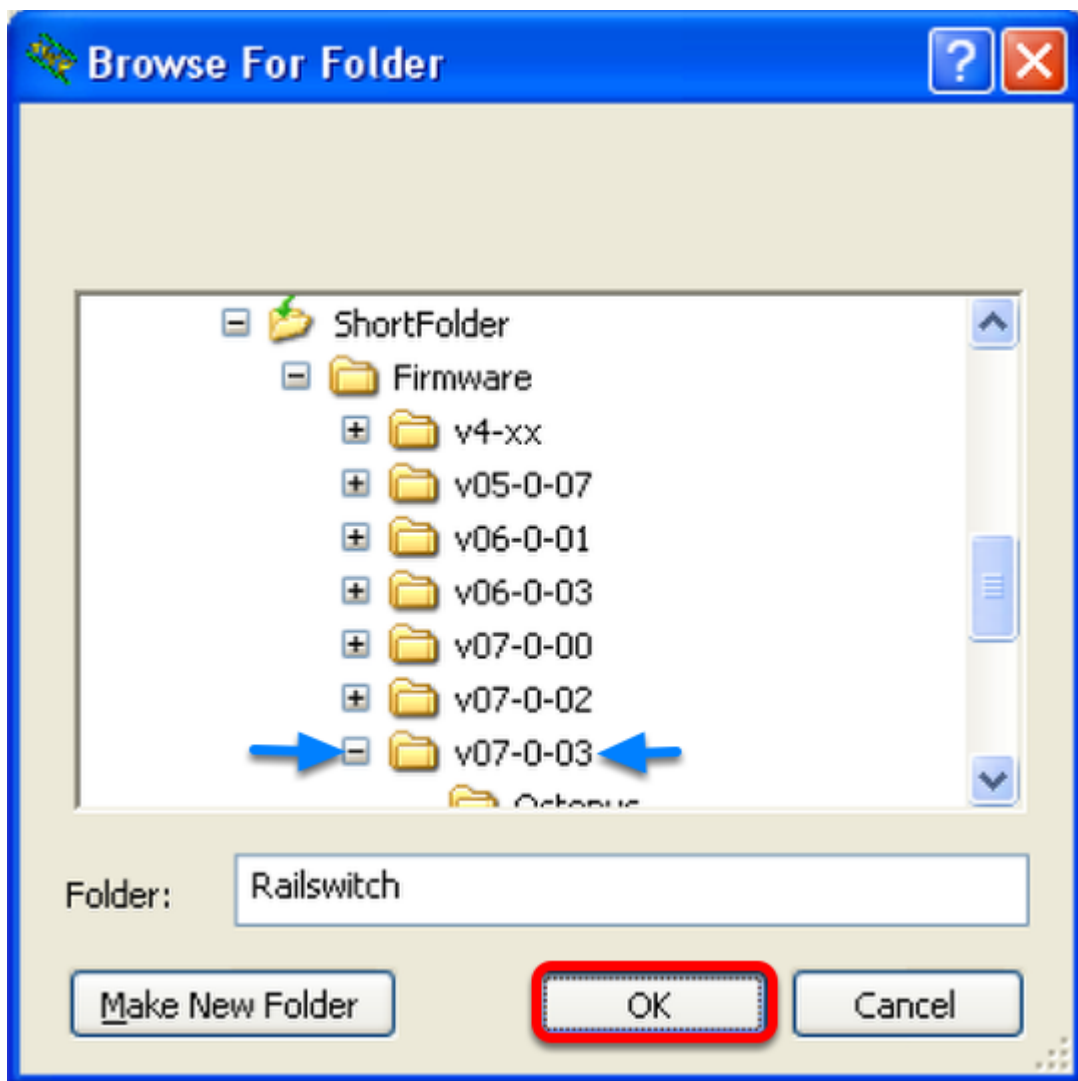 Browse For Folder
ShortFolder
Firmware
v4-xx
v05-0-07
v06-0-01
v06-0-03
v07-0-00
v07-0-02
v07-0-03
Octopus
Folder: Railswitch
Make New Folder OK Cancel